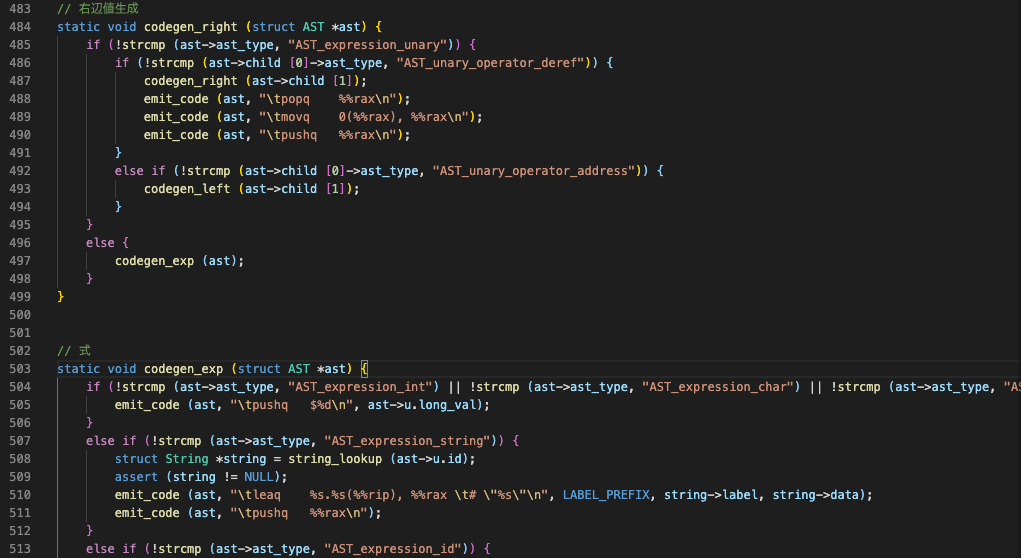 483 // 右辺値生成
484 static void codegen_right (struct AST *ast) {
485     if (!strcmp (ast->ast_type, "AST_expression_unary")) {
486         if (!strcmp (ast->child [0]->ast_type, "AST_unary_operator_deref")) {
487             codegen_right (ast->child [1]);
488             emit_code (ast, "\tpopq    %%rax\n");
489             emit_code (ast, "\tmovq    0(%%rax), %%rax\n");
490             emit_code (ast, "\tpushq   %%rax\n");
491         }
492         else if (!strcmp (ast->child [0]->ast_type, "AST_unary_operator_address")) {
493             codegen_left (ast->child [1]);
494         }
495     }
496     else {
497         codegen_exp (ast);
498     }
499 }
500
501
502 // 式
503 static void codegen_exp (struct AST *ast) {
504     if (!strcmp (ast->ast_type, "AST_expression_int") || !strcmp (ast->ast_type, "AST_expression_char") || !strcmp (ast->ast_type, "AS
505         emit_code (ast, "\tpushq   $%d\n", ast->u.long_val);
506     }
507     else if (!strcmp (ast->ast_type, "AST_expression_string")) {
508         struct String *string = string_lookup (ast->u.id);
509         assert (string != NULL);
510         emit_code (ast, "\tleaq    %s.%s(%%rip), %%rax \t# \"%s\"\n", LABEL_PREFIX, string->label, string->data);
511         emit_code (ast, "\tpushq   %%rax\n");
512     }
513     else if (!strcmp (ast->ast_type, "AST_expression_id")) {